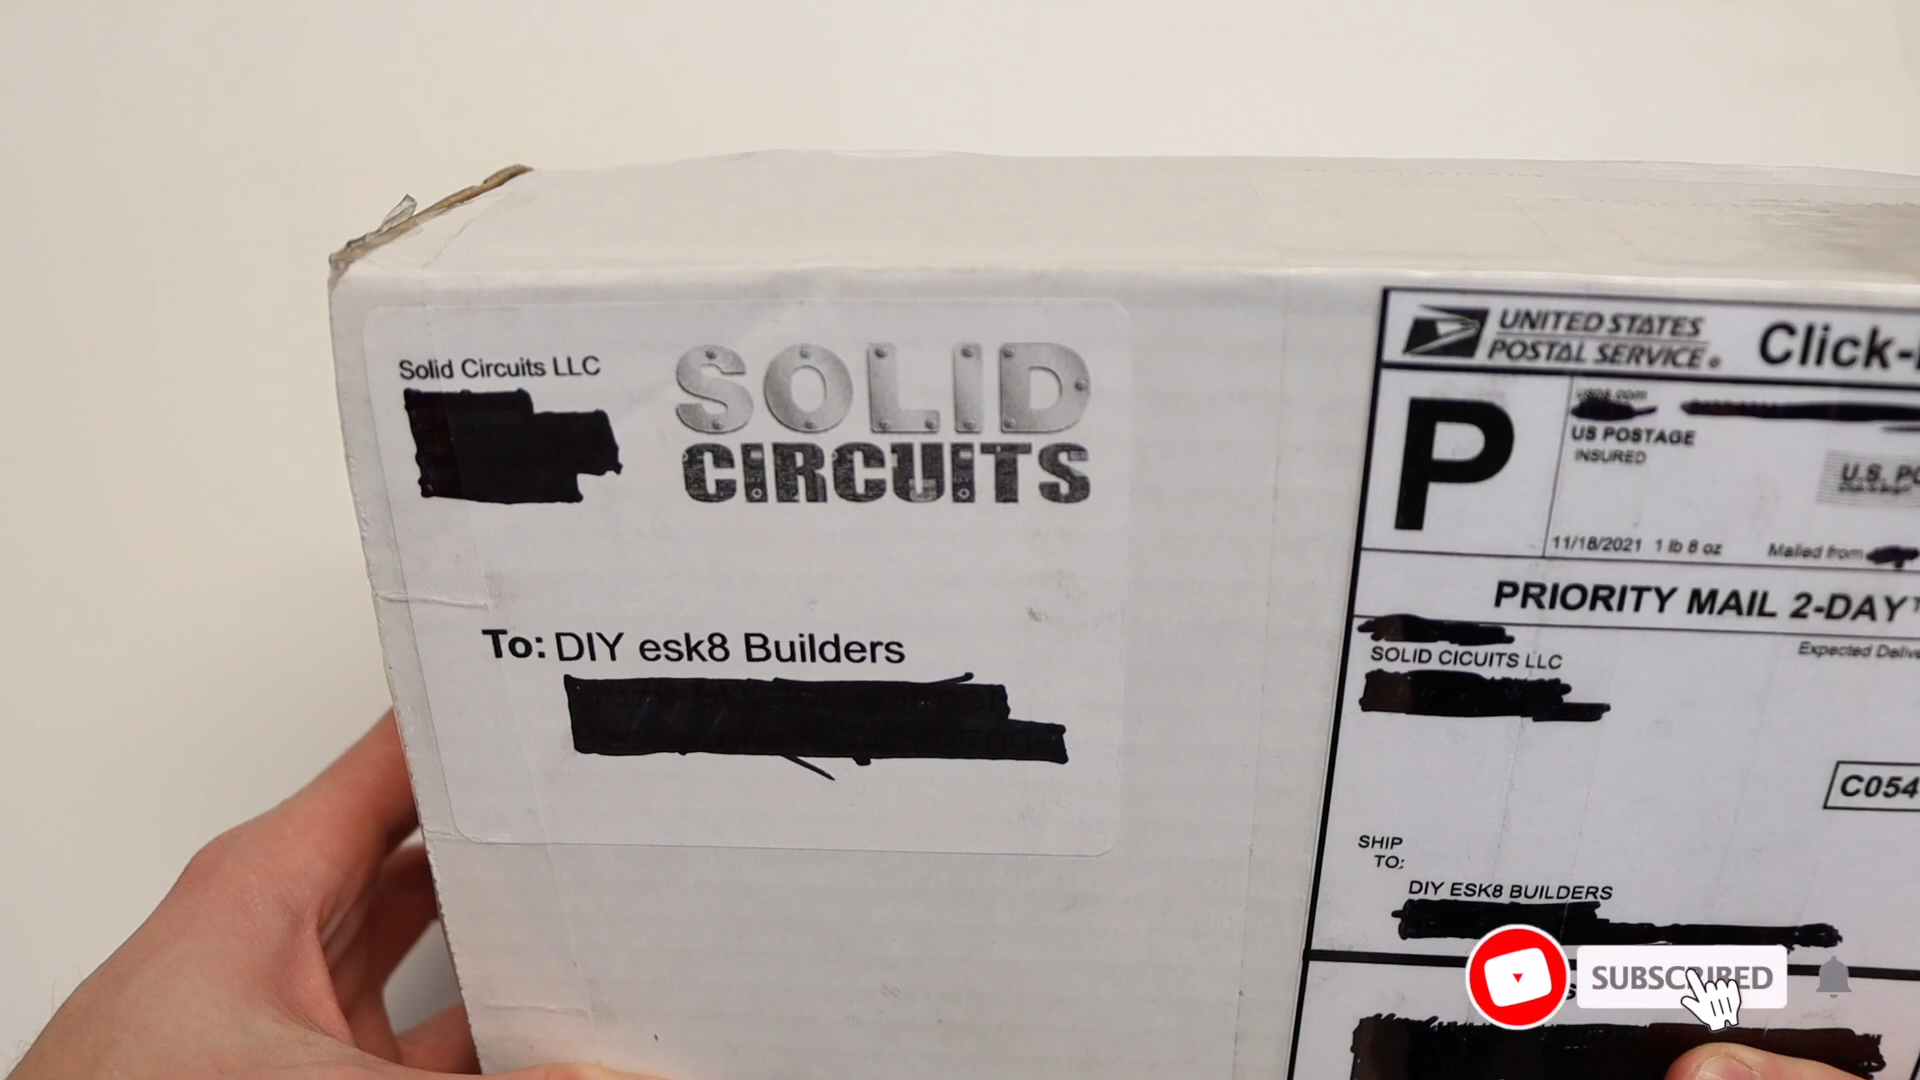 Solid Circuits LLC
SOLID
CIRCUITS
To: DIY esk8 Builders
UNITED STATES
POSTAL SERVICE®
Click-
P
US POSTAGE
INSURED
U.S. PO
11/18/2021 1 lb 8 oz
Mailed from
PRIORITY MAIL 2-DAY
SOLID CICUITS LLC
Expected Delive
C054
SHIP
TO:
DIY ESK8 BUILDERS
SUBSCRIBED